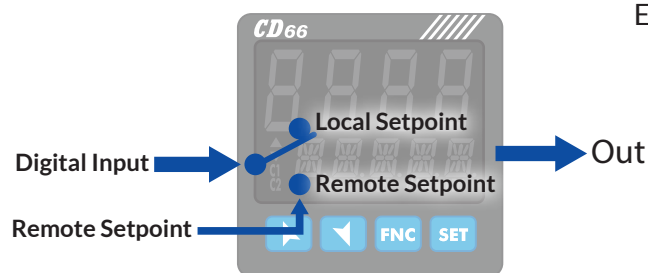 E
CD66
Local Setpoint
Digital Input
Out
Remote Setpoint
Remote Setpoint
FNC SET